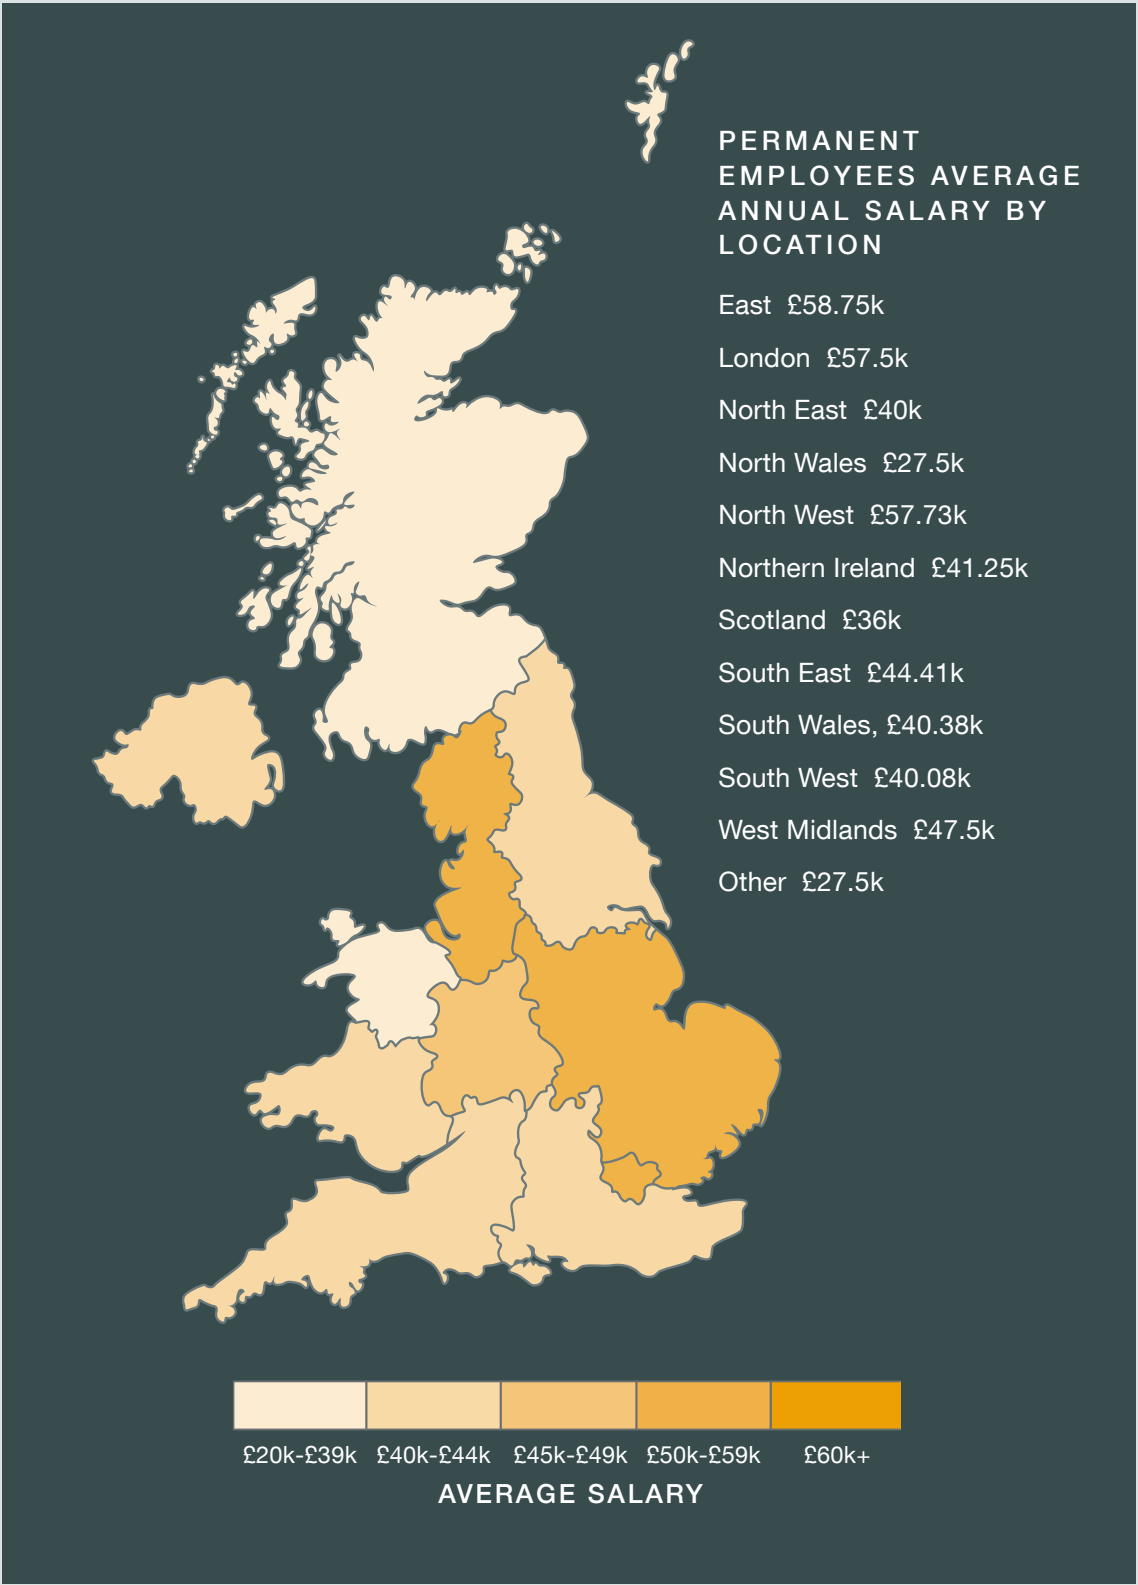 PERMANENT
EMPLOYEES AVERAGE
ANNUAL SALARY BY
LOCATION
East £58.75k
London £57.5k
North East £40k
North Wales £27.5k
North West £57.73k
Northern Ireland £41.25k
Scotland £36k
South East £44.41k
South Wales, £40.38k
South West £40.08k
West Midlands £47.5k
Other £27.5k
£20k-£39k £40k-£44k £45k-£49k £50k-£59k £60k+
AVERAGE SALARY